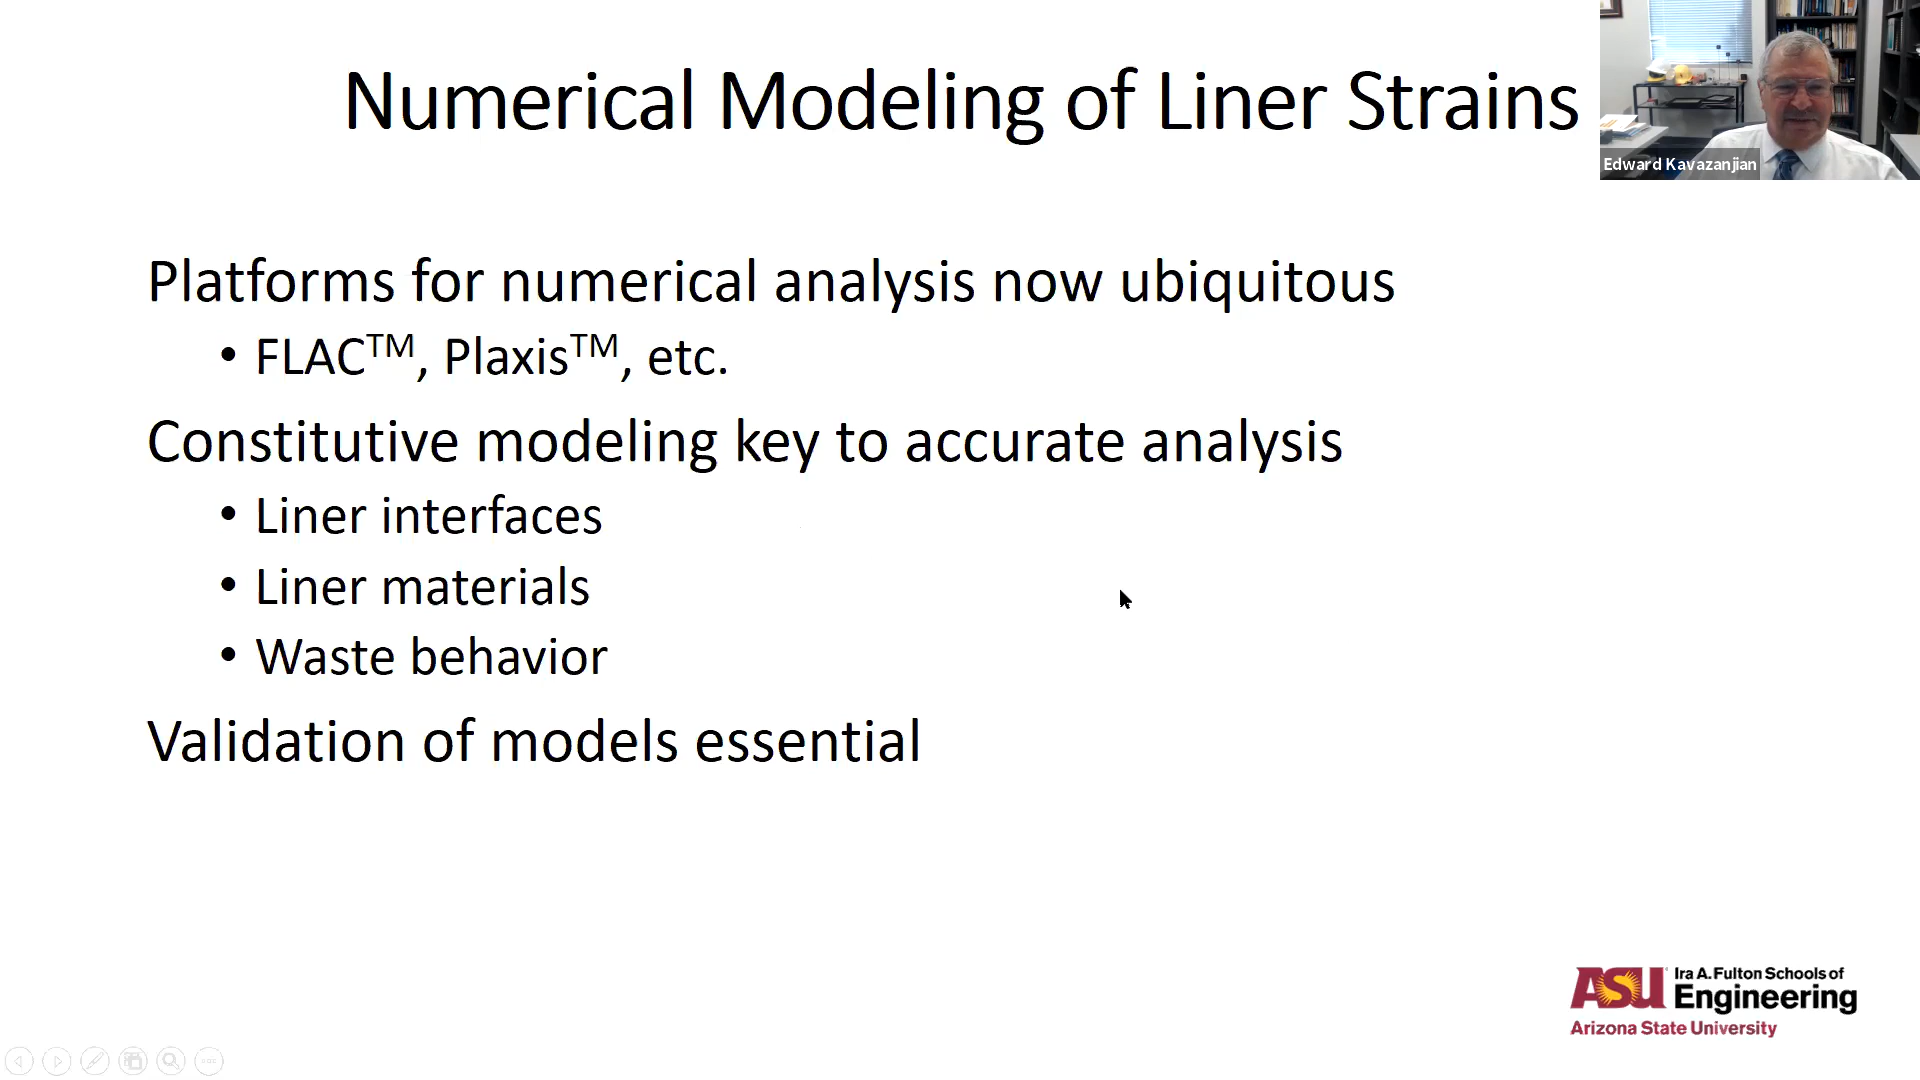 Numerical Modeling of Liner Strains
Edward Kavazanjian
Platforms for numerical analysis now ubiquitous
• FLAC™, Plaxis™, etc.
Constitutive modeling key to accurate analysis
• Liner interfaces
• Liner materials
• Waste behavior
Validation of models essential
ASU Ira A. Fulton Schools of
Engineering
Arizona State University